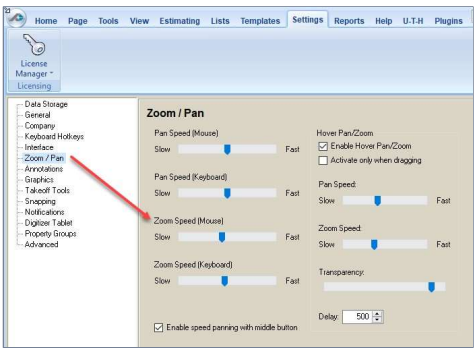 Home Page Tools View Estimating Lists Templates Settings Reports Help U-T-H Plugins
License
Manager
Licensing
Data Storage
General
Company
Keyboard Hotkeys
Interface
Zoom / Pan
Annotations
Graphics
Takeoff Tools
Snapping
Notifications
Digitizer Tablet
Property Groups
Advanced
Zoom / Pan
Pan Speed (Mouse)
Slow Fast
Pan Speed (Keyboard)
Slow Fast
Zoom Speed (Mouse)
Slow Fast
Zoom Speed (Keyboard)
Slow Fast
Enable speed panning with middle button
Hover Pan/Zoom
Enable Hover Pan/Zoom
Activate only when dragging
Pan Speed:
Slow Fast
Zoom Speed:
Slow Fast
Transparency:
Delay: 500